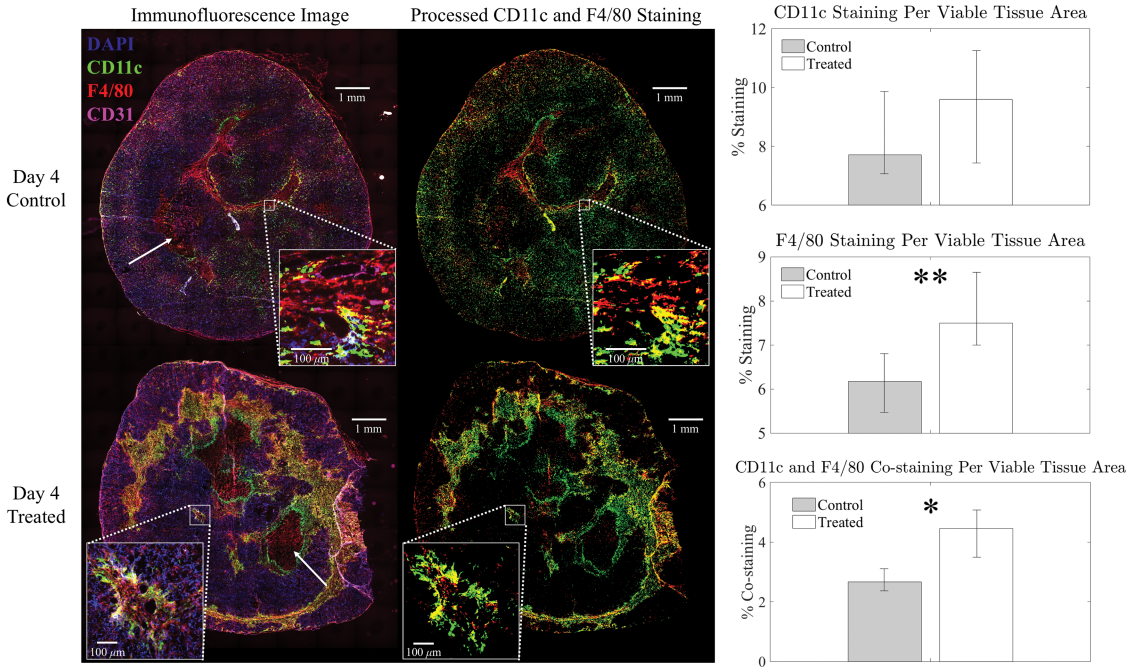 Immunofluorescence Image
Processed CD11c and F4/80 Staining
DAPI
CD11c
F4/80
CD31
1 mm
1 mm
Day 4
Control
100 μm
100 μm
1 mm
1 mm
Day 4
Treated
100 μm
100 μm
CD11c Staining Per Viable Tissue Area
12
10
8
6
% Staining
Control
Treated
F4/80 Staining Per Viable Tissue Area
9
8
7
6
5
% Staining
Control
Treated
**
CD11c and F4/80 Co-staining Per Viable Tissue Area
6
4
2
0
% Co-staining
Control
Treated
*